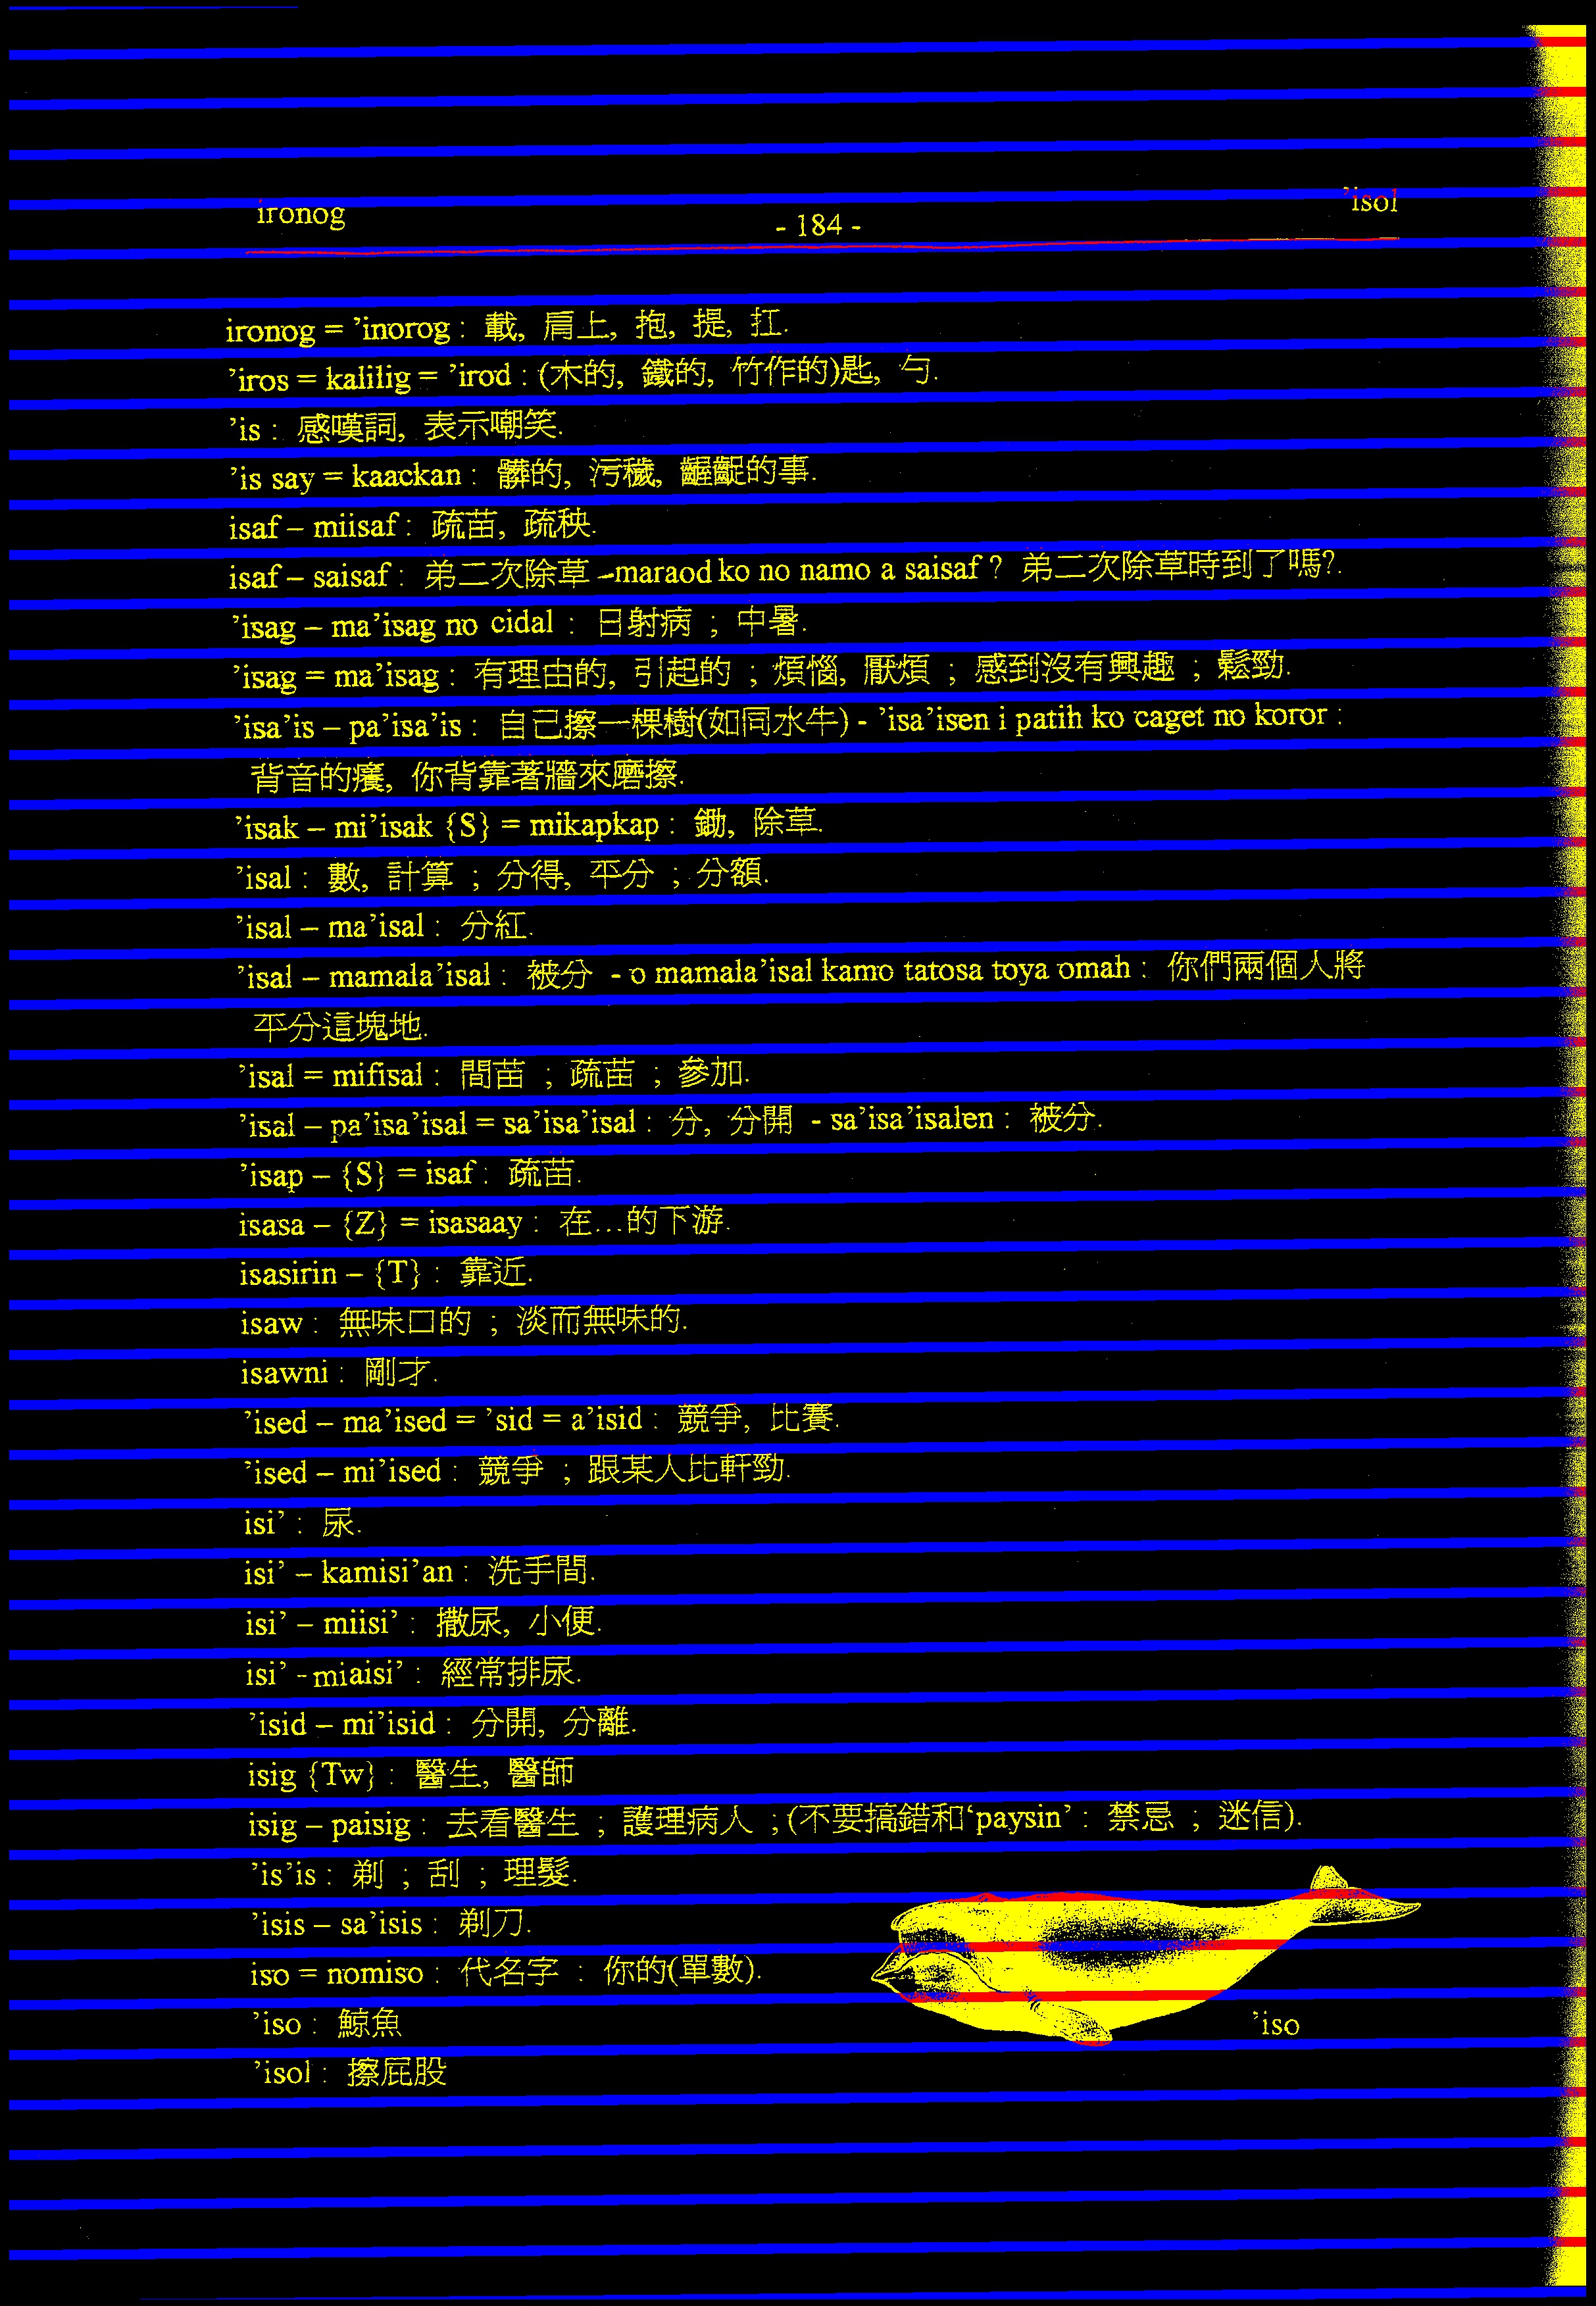 ironog
- 184 -
’isol
ironog = ’inorog : 載, 肩上, 抱, 提, 扛.
’iros = kalilig = ’irod : (木的, 鐵的, 竹作的)匙, 勺.
’is : 感嘆詞, 表示嘲笑.
’is say = kaackan : 髒的, 污穢, 齷齪的事.
isaf – miisaf : 疏苗, 疏秧.
isaf – saisaf : 弟二次除草 -maraod ko no namo a saisaf ? 弟二次除草時到了嗎?.
’isag – ma’isag no cidal : 日射病 ; 中暑.
’isag = ma’isag : 有理由的, 引起的 ; 煩惱, 厭煩 ; 感到沒有興趣 ; 鬆勁.
’isa’is – pa’isa’is : 自己擦一棵樹(如同水牛) - ’isa’isen i patih ko caget no koror :
背音的癢, 你背靠著牆來磨擦.
’isak – mi’isak {S} = mikapkap : 鋤, 除草.
’isal : 數, 計算 ; 分得, 平分 ; 分額.
’isal – ma’isal : 分紅.
’isal – mamala’isal : 被分 - o mamala’isal kamo tatosa toya omah : 你們兩個人將
平分這塊地.
’isal = mifisal : 間苗 ; 疏苗 ; 參加.
’isal – pa’isa’isal = sa’isa’isal : 分, 分開 - sa’isa’isalen : 被分.
’isap – {S} = isaf : 疏苗.
isasa – {Z} = isasaay : 在…的下游.
isasirin – {T} : 靠近.
isaw : 無味口的 ; 淡而無味的.
isawni : 剛才.
’ised – ma’ised = ’sid = a’isid : 競爭, 比賽.
’ised – mi’ised : 競爭 ; 跟某人比軒勁.
isi’ : 尿.
isi’ – kamisi’an : 洗手間.
isi’ – miisi’ : 撒尿, 小便.
isi’ - miaisi’ : 經常排尿.
’isid – mi’isid : 分開, 分離.
isig {Tw} : 醫生, 醫師
isig – paisig : 去看醫生 ; 護理病人 ; (不要搞錯和‘paysin’ : 禁忌 ; 迷信).
’is’is : 剃 ; 刮 ; 理髮.
’isis – sa’isis : 剃刀.
iso = nomiso : 代名字 : 你的(單數).
’iso : 鯨魚
’iso
’isol : 擦屁股